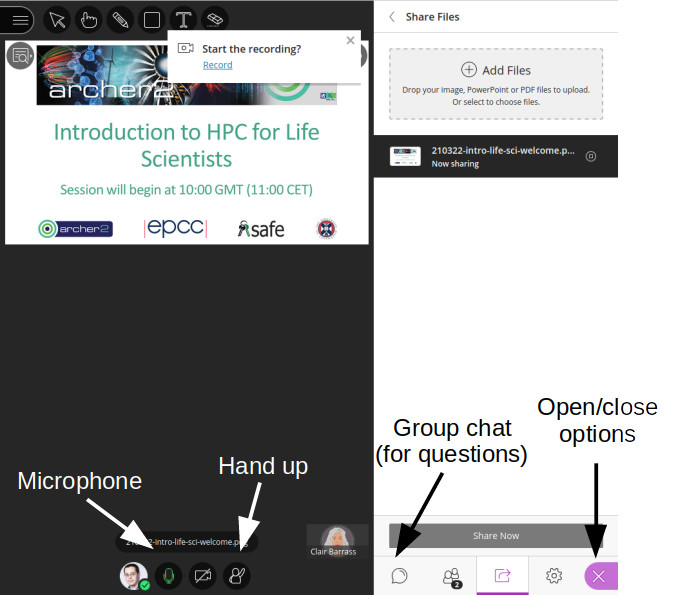 Share Files
Start the recording?
Record
Add Files
Drop your image, PowerPoint or PDF files to upload.
Or select to choose files.
archer2
Introduction to HPC for Life
Scientists
Session will begin at 10:00 GMT (11:00 CET)
archer2
epcc
safe
210322-intro-life-sci-welcome.p...
Now sharing
Open/close
options
Group chat
(for questions)
Hand up
Microphone
210322-intro-life-sci-welcome.png
Clair Barrass
Share Now
2